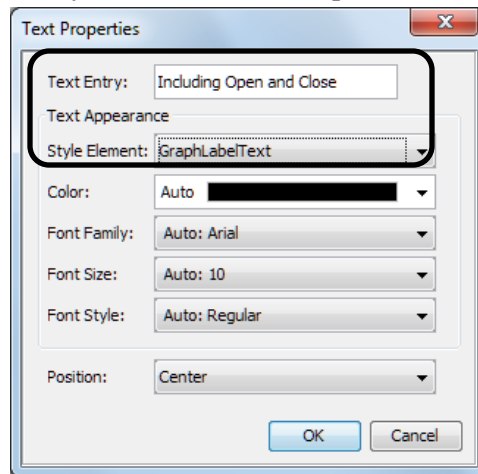 Text Properties
Text Entry: Including Open and Close
Text Appearance
Style Element: GraphLabelText
Color: Auto
Font Family: Auto: Arial
Font Size: Auto: 10
Font Style: Auto: Regular
Position: Center
OK Cancel